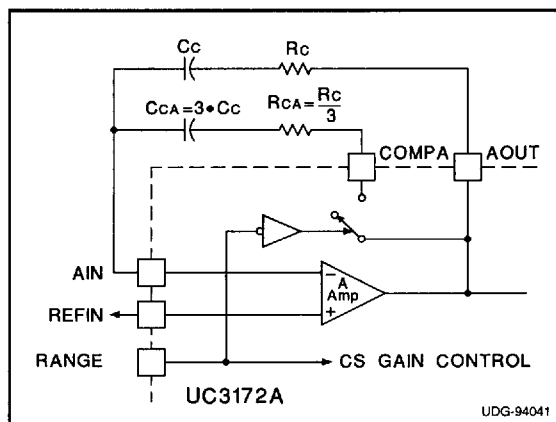 Cc
Rc
CCA=3•Cc
RCA=Rc/3
COMPA
AOUT
AIN
REFIN
RANGE
− A Amp +
CS GAIN CONTROL
UC3172A
UDG-94041